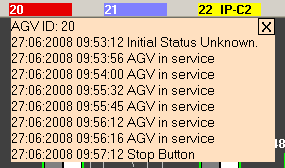 20 21 22 IP-C2
AGV ID: 20
27:06:2008 09:53:12 Initial Status Unknown.
27:06:2008 09:53:56 AGV in service
27:06:2008 09:54:00 AGV in service
27:06:2008 09:55:32 AGV in service
27:06:2008 09:55:45 AGV in service
27:06:2008 09:56:12 AGV in service
27:06:2008 09:56:16 AGV in service
27:06:2008 09:57:12 Stop Button
48